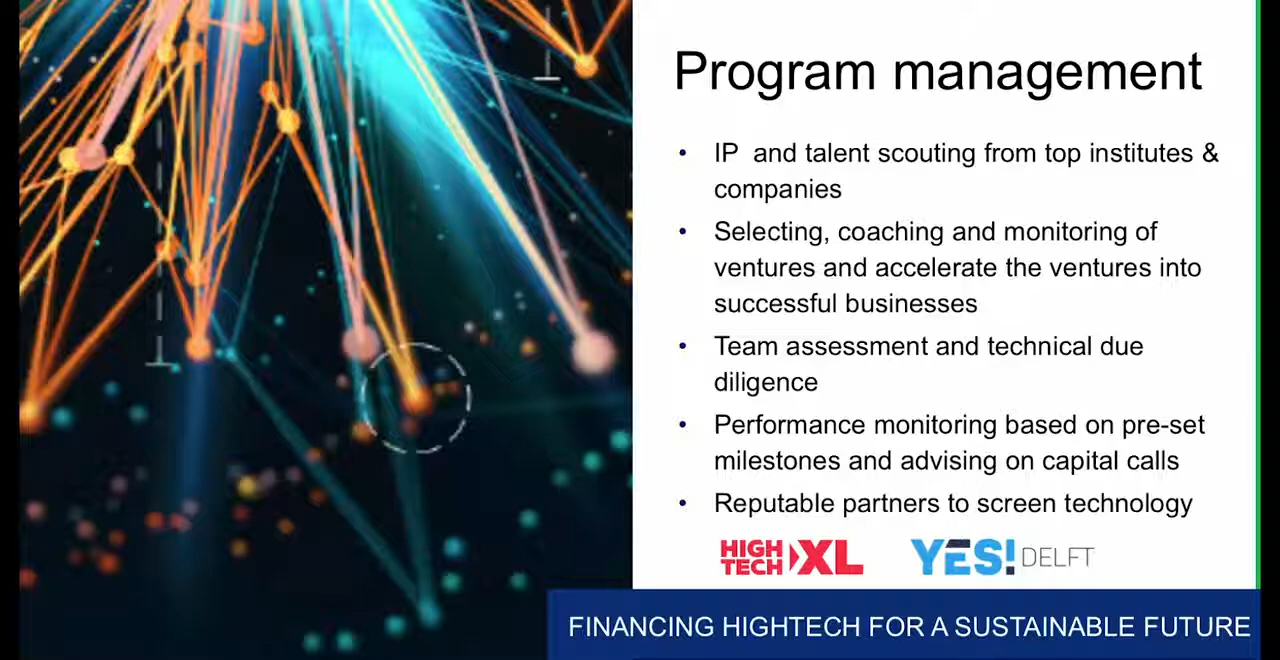 Program management
• IP  and talent scouting from top institutes &
companies
• Selecting, coaching and monitoring of
ventures and accelerate the ventures into
successful businesses
• Team assessment and technical due
diligence
• Performance monitoring based on pre-set
milestones and advising on capital calls
• Reputable partners to screen technology
HIGH TECH XL
YES! DELFT
FINANCING HIGHTECH FOR A SUSTAINABLE FUTURE